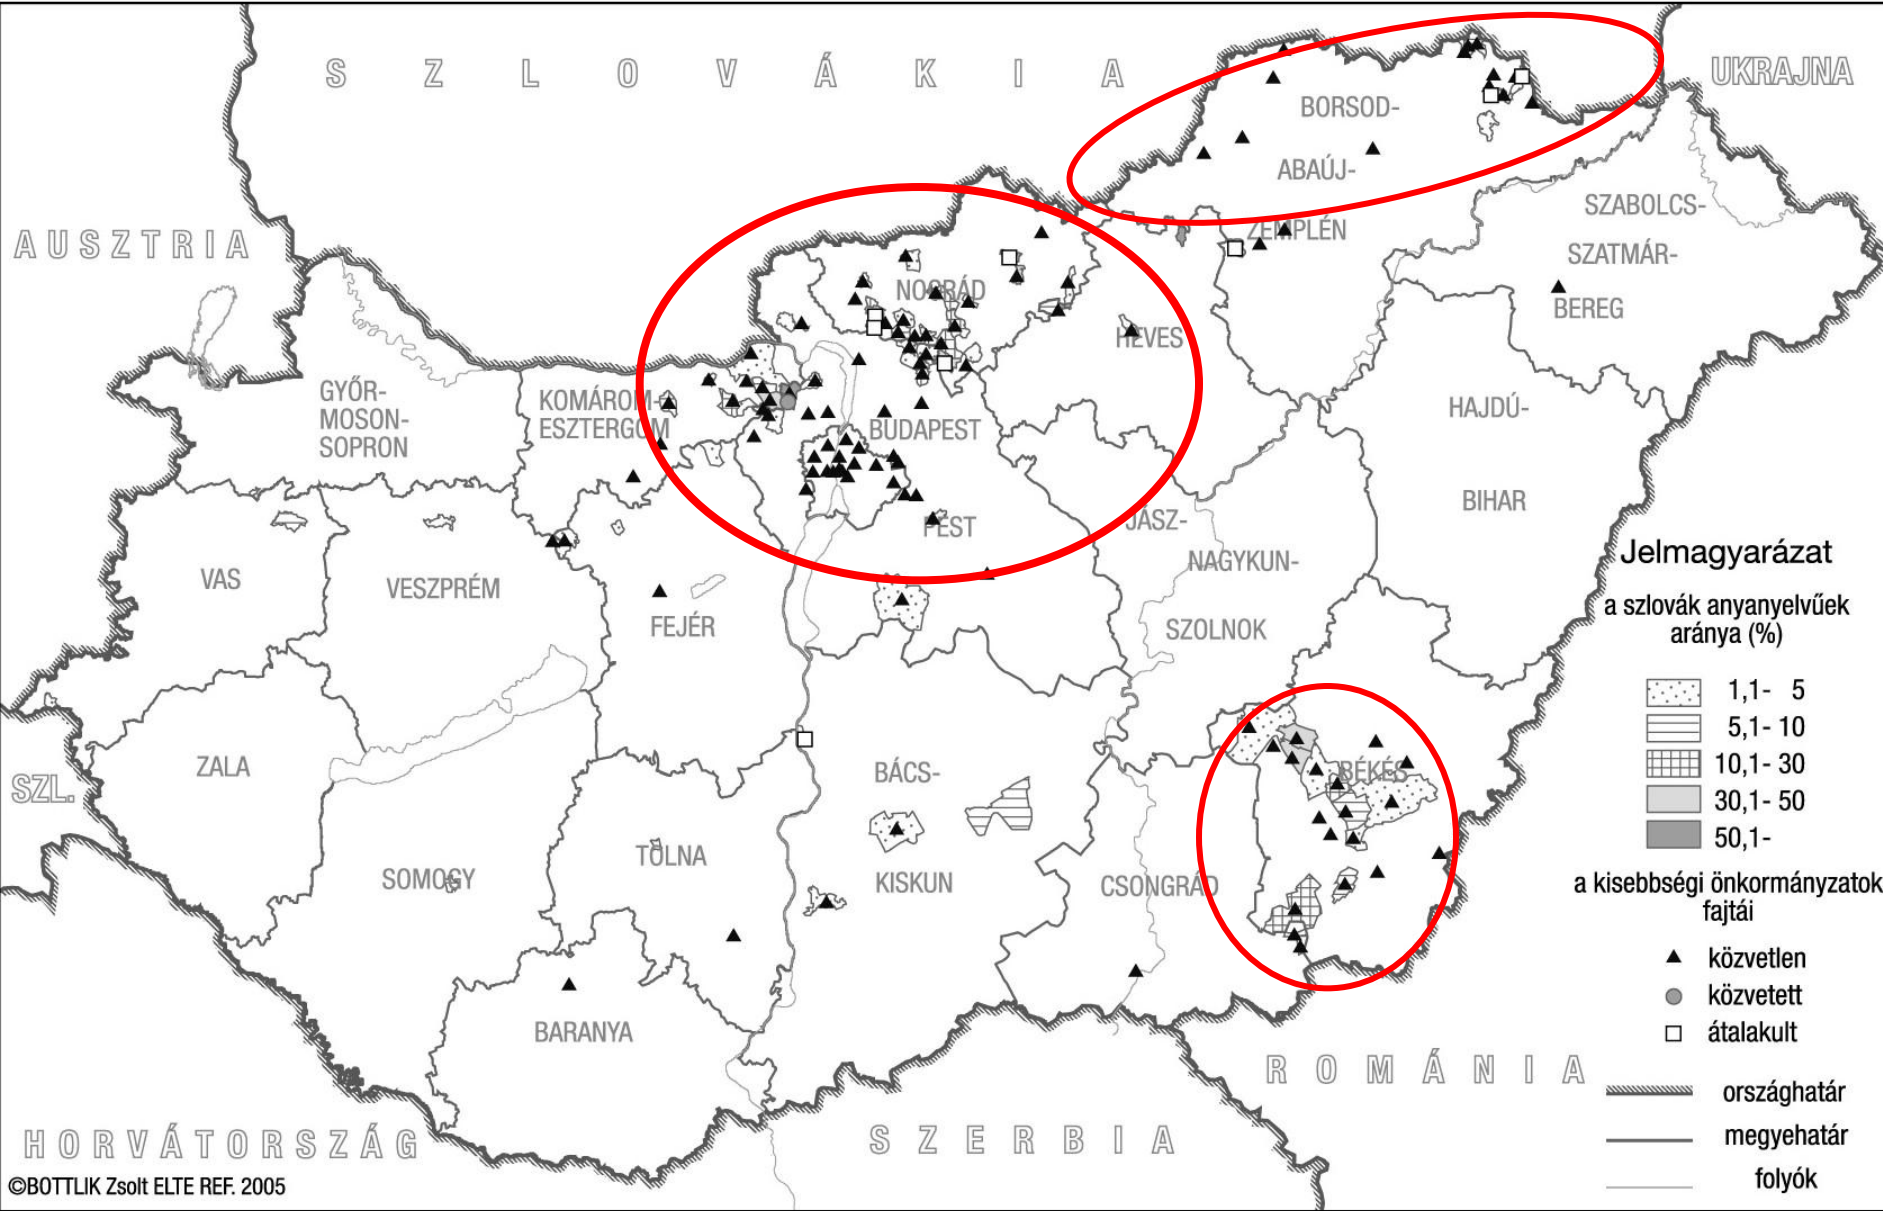 S Z L O V Á K I A
UKRAJNA
AUSZTRIA
BORSOD-
ABAÚJ-
ZEMPLÉN
SZABOLCS-
SZATMÁR-
BEREG
NÓGRÁD
HEVES
GYŐR-
MOSON-
SOPRON
KOMÁROM-
ESZTERGOM
BUDAPEST
PEST
HAJDÚ-
BIHAR
JÁSZ-
NAGYKUN-
SZOLNOK
VAS
VESZPRÉM
FEJÉR
ZALA
SZL.
SOMOGY
TOLNA
BÁCS-
KISKUN
CSONGRÁD
BÉKÉS
BARANYA
R O M Á N I A
S Z E R B I A
HORVÁTORSZÁG
©BOTTLIK Zsolt ELTE REF. 2005
Jelmagyarázat
a szlovák anyanyelvűek
aránya (%)
1,1- 5
5,1- 10
10,1- 30
30,1- 50
50,1-
a kisebbségi önkormányzatok
fajtái
közvetlen
közvetett
átalakult
országhatár
megyehatár
folyók